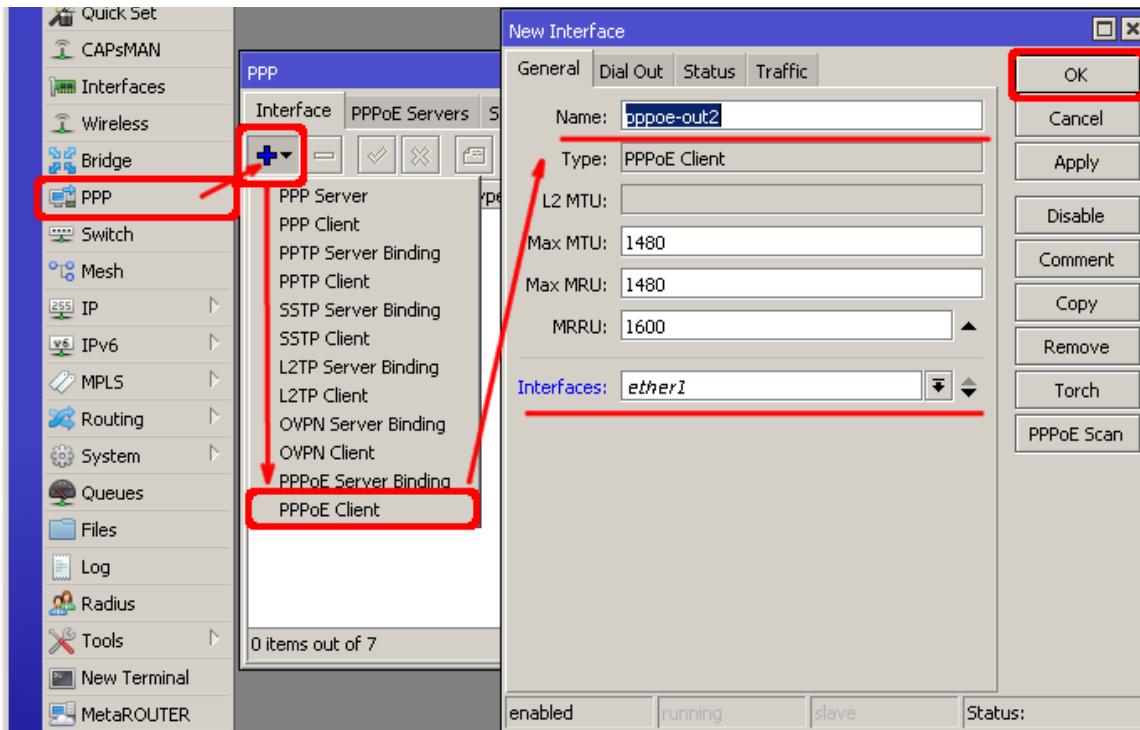 Quick Set
CAPsMAN
Interfaces
Wireless
Bridge
PPP
Switch
Mesh
255 IP
v6 IPv6
MPLS
Routing
System
Queues
Files
Log
Radius
Tools
New Terminal
MetaROUTER
PPP
Interface PPPoE Servers S
ype
PPP Server
PPP Client
PPTP Server Binding
PPTP Client
SSTP Server Binding
SSTP Client
L2TP Server Binding
L2TP Client
OVPN Server Binding
OVPN Client
PPPoE Server Binding
PPPoE Client
0 items out of 7
New Interface
General Dial Out Status Traffic
Name: pppoe-out2
Type: PPPoE Client
L2 MTU:
Max MTU: 1480
Max MRU: 1480
MRRU: 1600
Interfaces: ether1
OK
Cancel
Apply
Disable
Comment
Copy
Remove
Torch
PPPoE Scan
enabled running slave Status: